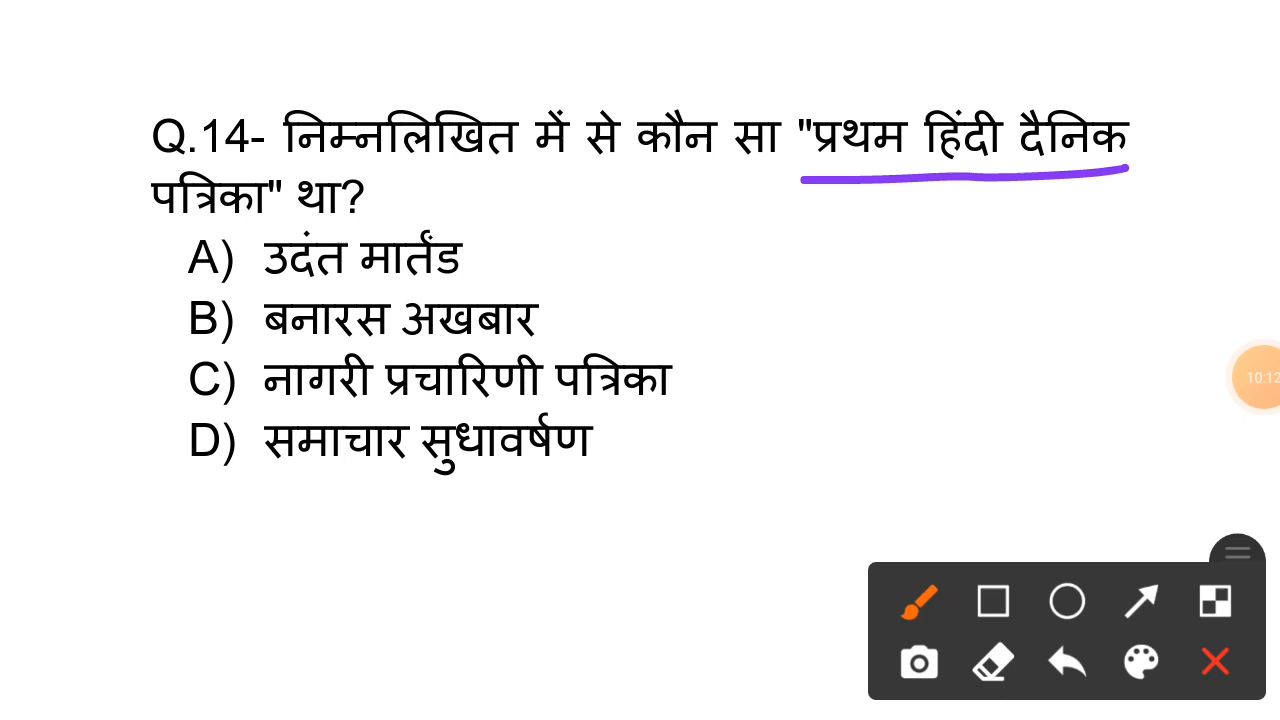 Q.14- निम्नलिखित में से कौन सा "प्रथम हिंदी दैनिक
पत्रिका" था?
A) उदंत मार्तंड
B) बनारस अखबार
C) नागरी प्रचारिणी पत्रिका
D) समाचार सुधावर्षण
10:12